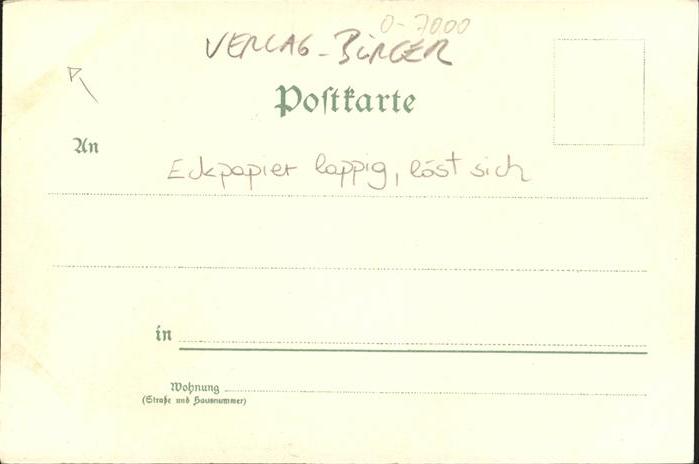 0-7000
VERLAG-BÜRGER
Postkarte
An
Eckpapier lappig, löst sich
in
Wohnung
(Straße und Hausnummer)